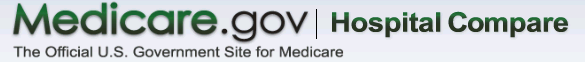 Medicare.gov | Hospital Compare
The Official U.S. Government Site for Medicare